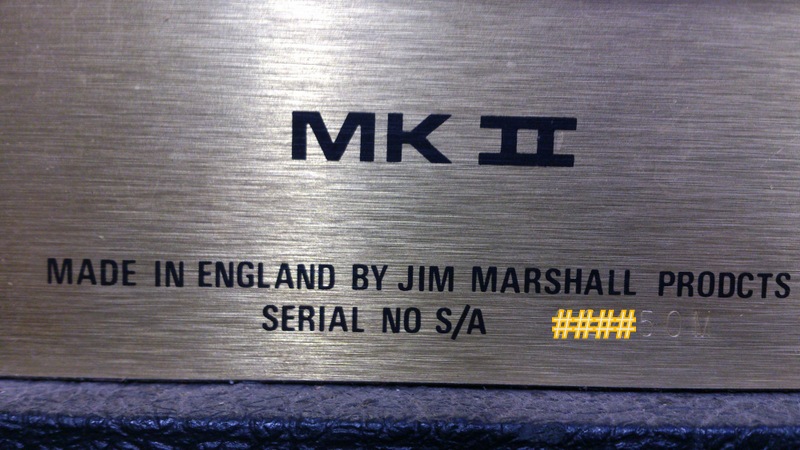 MK II
MADE IN ENGLAND BY JIM MARSHALL PRODCTS
SERIAL NO S/A ####